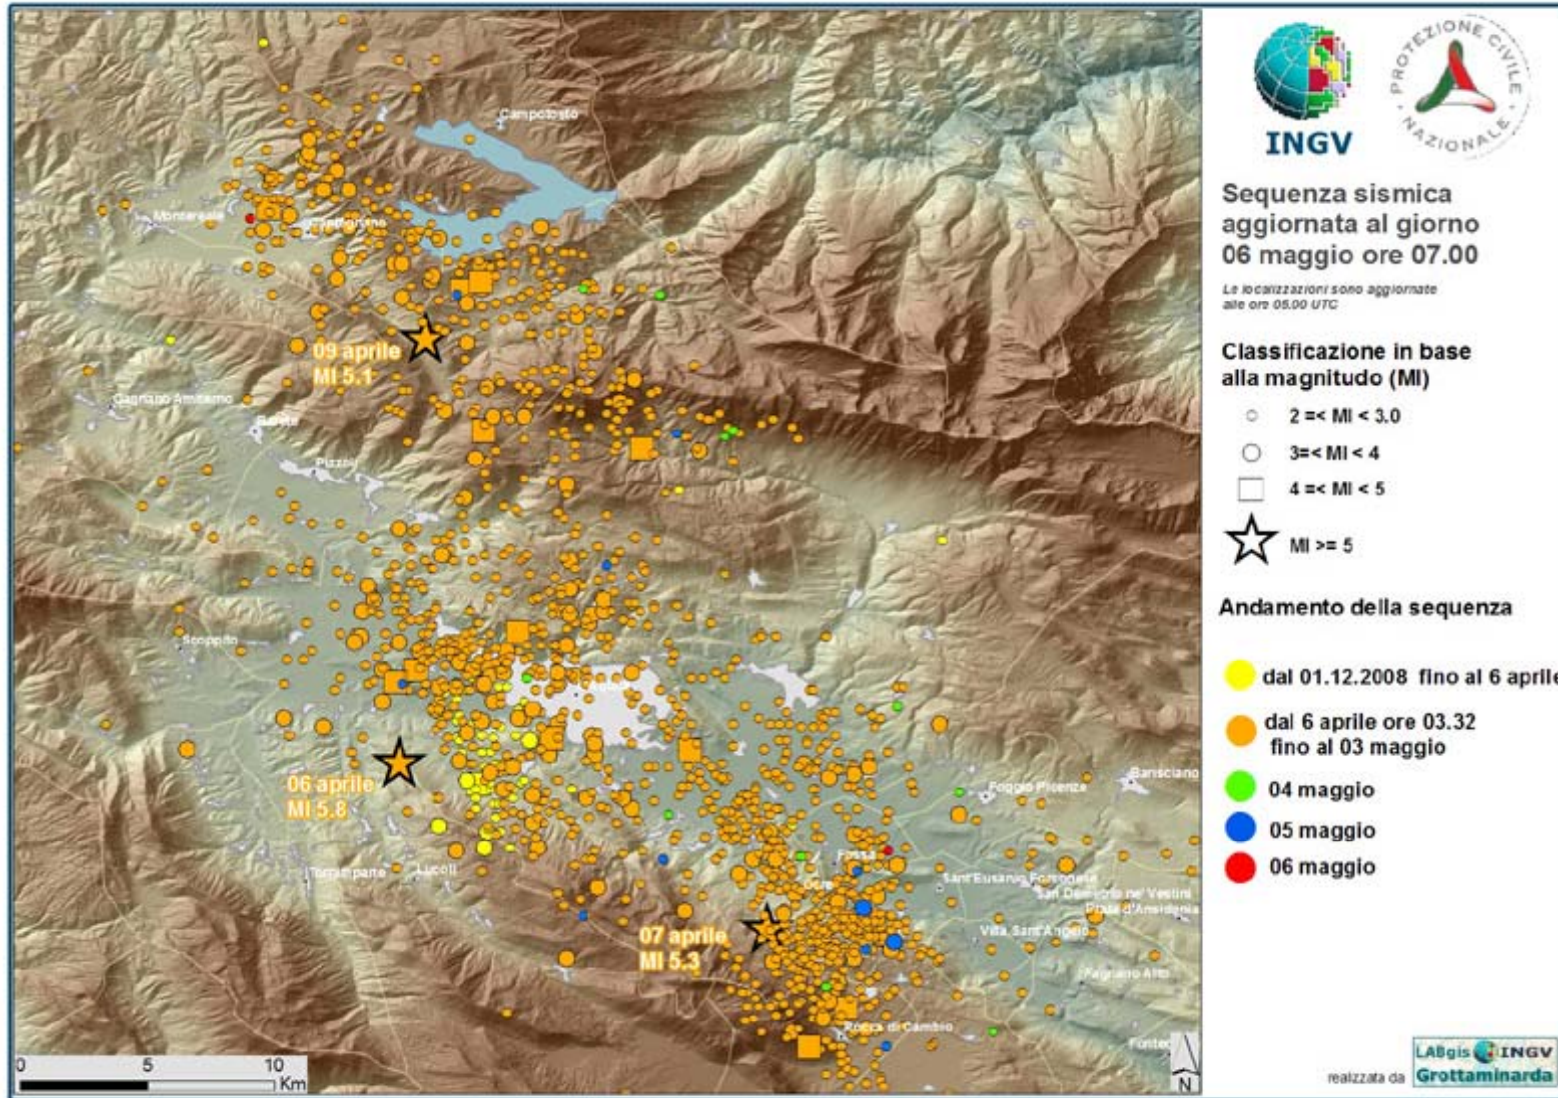 Campotosto
Montereale
Capitignano
09 aprile
Ml 5.1
Cagnano Amiterno
Barete
Pizzoli
Scoppito
06 aprile
Ml 5.8
Tornimparte
Lucoli
Poggio Picenze
Barisciano
Fossa
Ocre
Sant'Eusanio Forconese
San Demetrio ne' Vestini
Prata d'Ansidonia
Villa Sant'Angelo
07 aprile
Ml 5.3
Fagnano Alto
Rocca di Cambio
0 5 10
Km
N
INGV
PROTEZIONE CIVILE
NAZIONALE
Sequenza sismica
aggiornata al giorno
06 maggio ore 07.00
Le localizzazioni sono aggiornate
alle ore 05.00 UTC
Classificazione in base
alla magnitudo (Ml)
2 =< Ml < 3.0
3=< Ml < 4
4 =< Ml < 5
Ml >= 5
Andamento della sequenza
dal 01.12.2008 fino al 6 aprile
dal 6 aprile ore 03.32
fino al 03 maggio
04 maggio
05 maggio
06 maggio
realizzata da
LABgis INGV
Grottaminarda